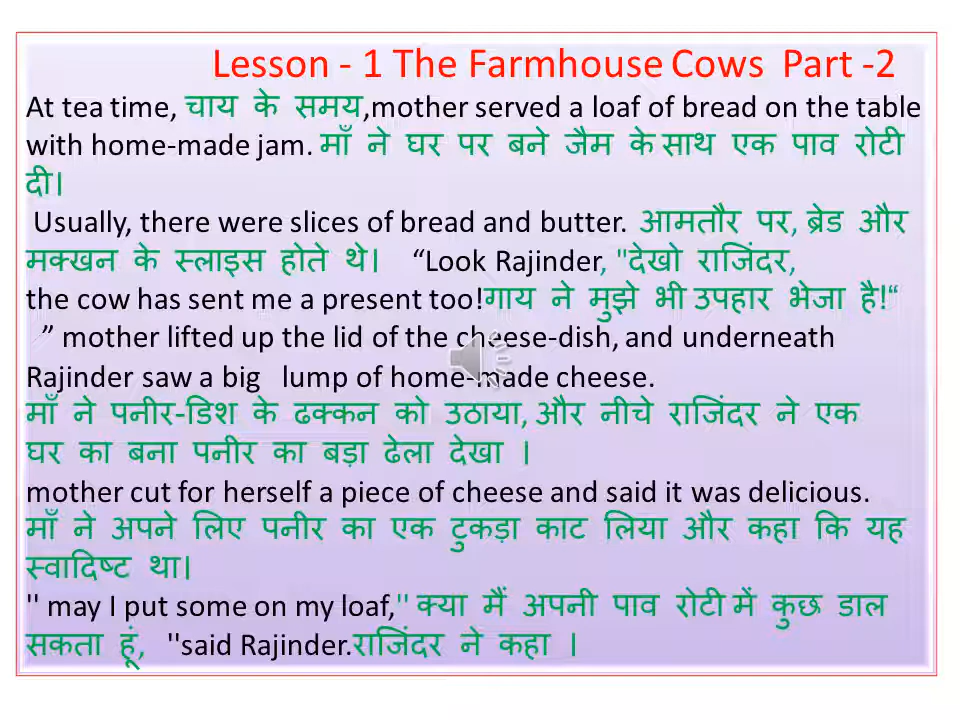 Lesson - 1 The Farmhouse Cows Part -2
At tea time, चाय के समय,mother served a loaf of bread on the table
with home-made jam. माँ ने घर पर बने जैम के साथ एक पाव रोटी
दी।
Usually, there were slices of bread and butter. आमतौर पर, ब्रेड और
मक्खन के स्लाइस होते थे। “Look Rajinder, "देखो राजिंदर,
the cow has sent me a present too!गाय ने मुझे भी उपहार भेजा है!“
” mother lifted up the lid of the cheese-dish, and underneath
Rajinder saw a big lump of home-made cheese.
माँ ने पनीर-डिश के ढक्कन को उठाया, और नीचे राजिंदर ने एक
घर का बना पनीर का बड़ा ढेला देखा ।
mother cut for herself a piece of cheese and said it was delicious.
माँ ने अपने लिए पनीर का एक टुकड़ा काट लिया और कहा कि यह
स्वादिष्ट था।
'' may I put some on my loaf,'' क्या मैं अपनी पाव रोटी में कुछ डाल
सकता हूं, ''said Rajinder.राजिंदर ने कहा ।